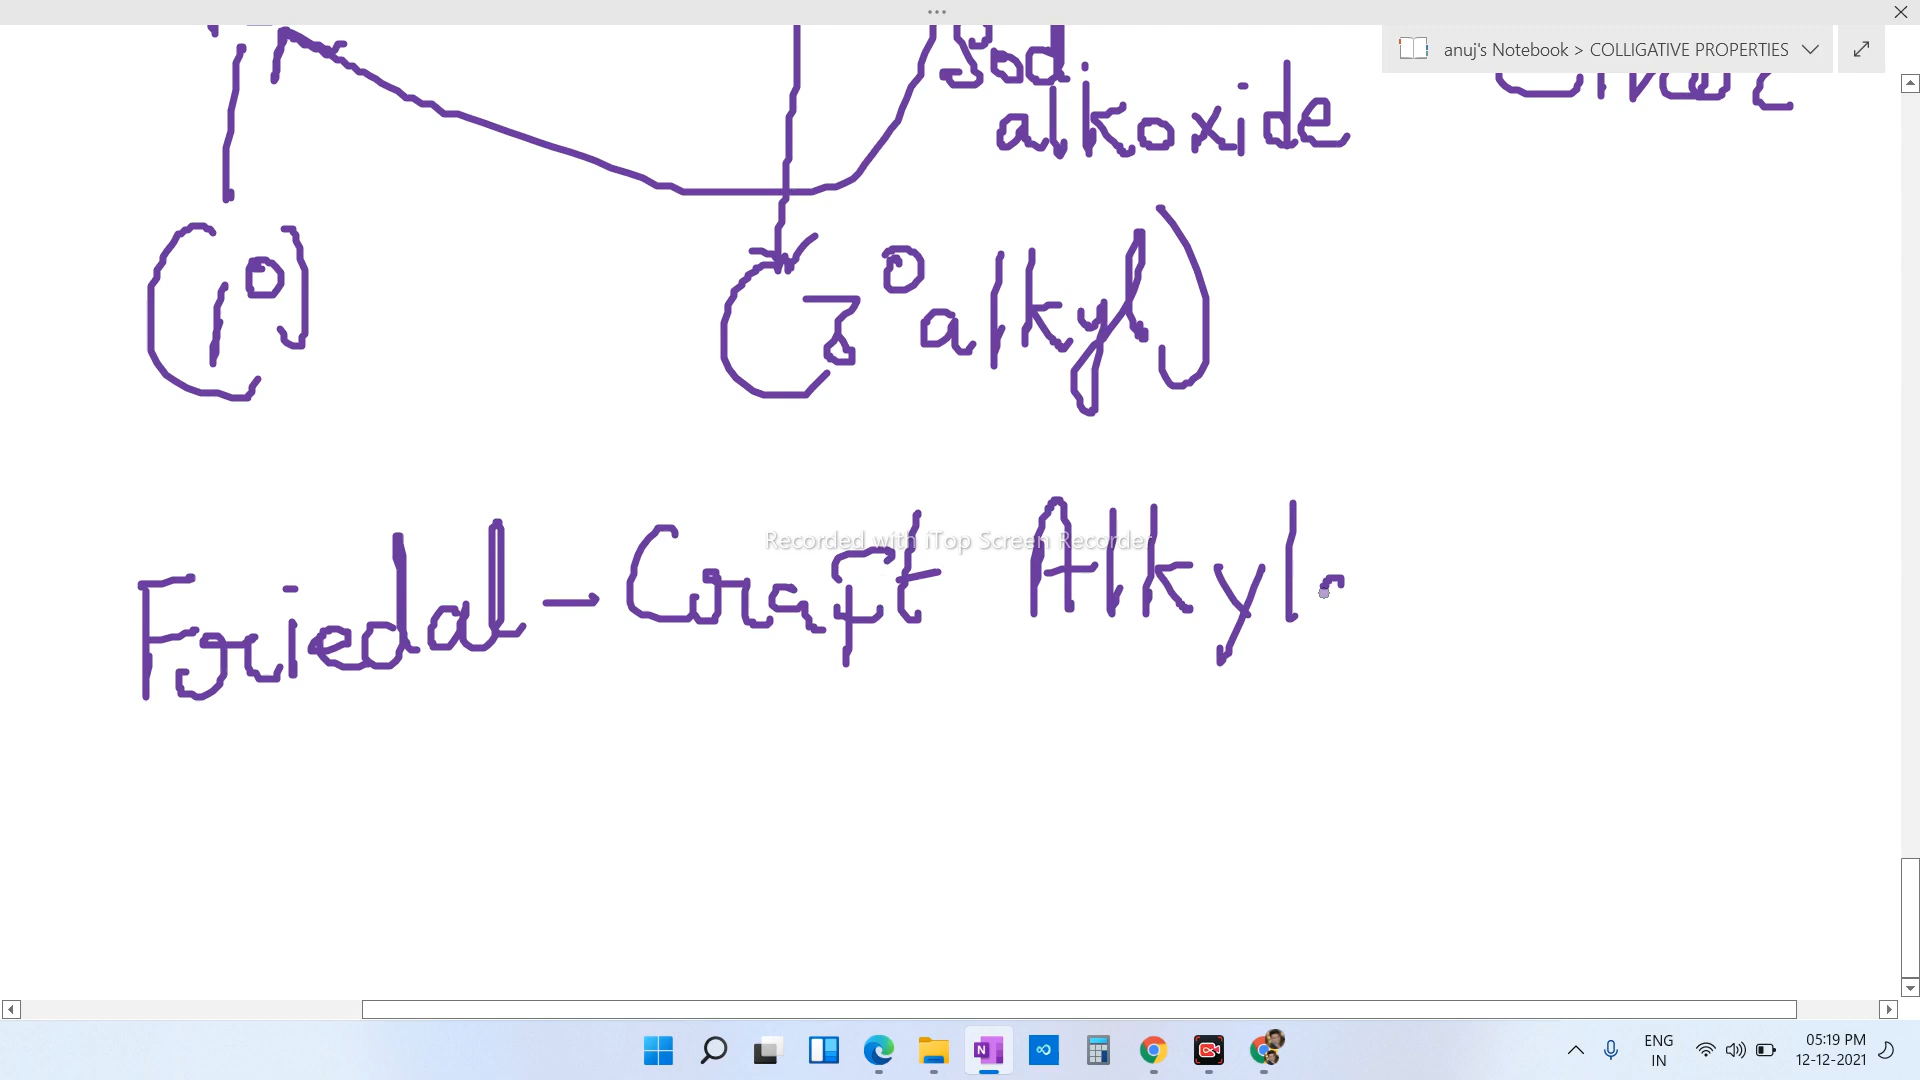 anuj's Notebook > COLLIGATIVE PROPERTIES
Sod.
alkoxide
(1°)
(3° alkyl)
Friedal - Craft Alkyl
Recorded with iTop Screen Recorder
ENG
IN
05:19 PM
12-12-2021